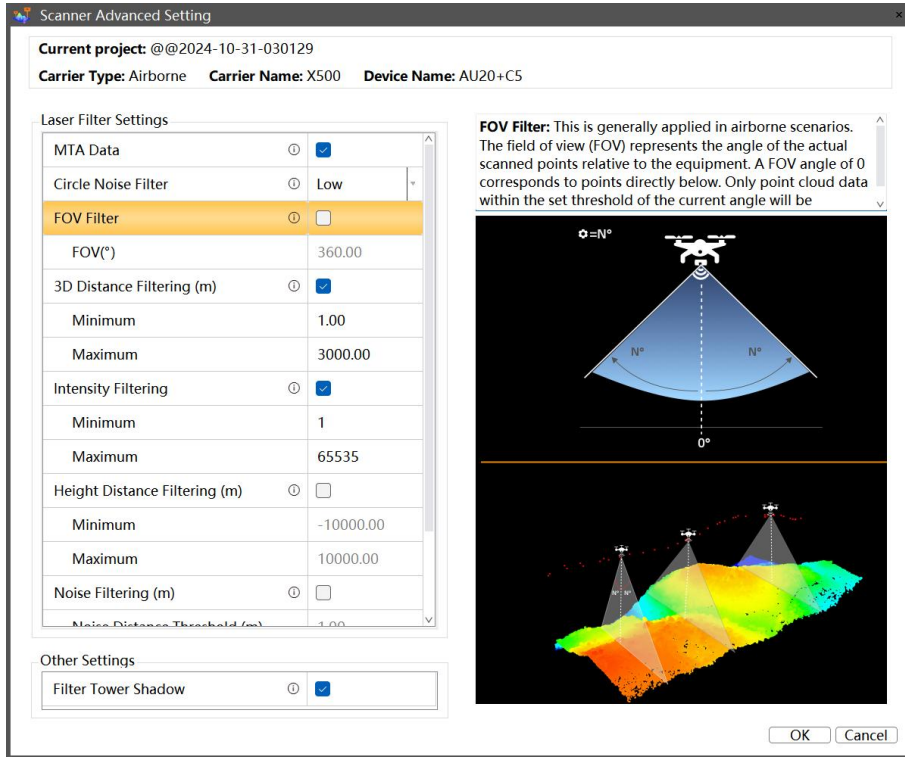 Scanner Advanced Setting
Current project: @@2024-10-31-030129
Carrier Type: Airborne Carrier Name: X500 Device Name: AU20+C5
Laser Filter Settings
MTA Data
Circle Noise Filter Low
FOV Filter
FOV(°) 360.00
3D Distance Filtering (m)
Minimum 1.00
Maximum 3000.00
Intensity Filtering
Minimum 1
Maximum 65535
Height Distance Filtering (m)
Minimum -10000.00
Maximum 10000.00
Noise Filtering (m)
Noise Distance Threshold (m) 1.00
Other Settings
Filter Tower Shadow
FOV Filter: This is generally applied in airborne scenarios.
The field of view (FOV) represents the angle of the actual
scanned points relative to the equipment. A FOV angle of 0
corresponds to points directly below. Only point cloud data
within the set threshold of the current angle will be
=N°
N° N°
0°
N° N°
OK Cancel